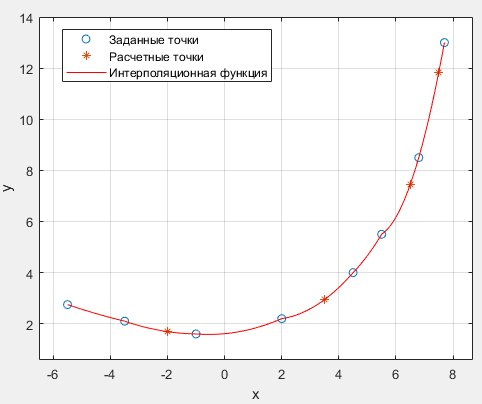 14
12
10
8
6
4
2
y
Заданные точки
Расчетные точки
Интерполяционная функция
-6 -4 -2 0 2 4 6 8
x